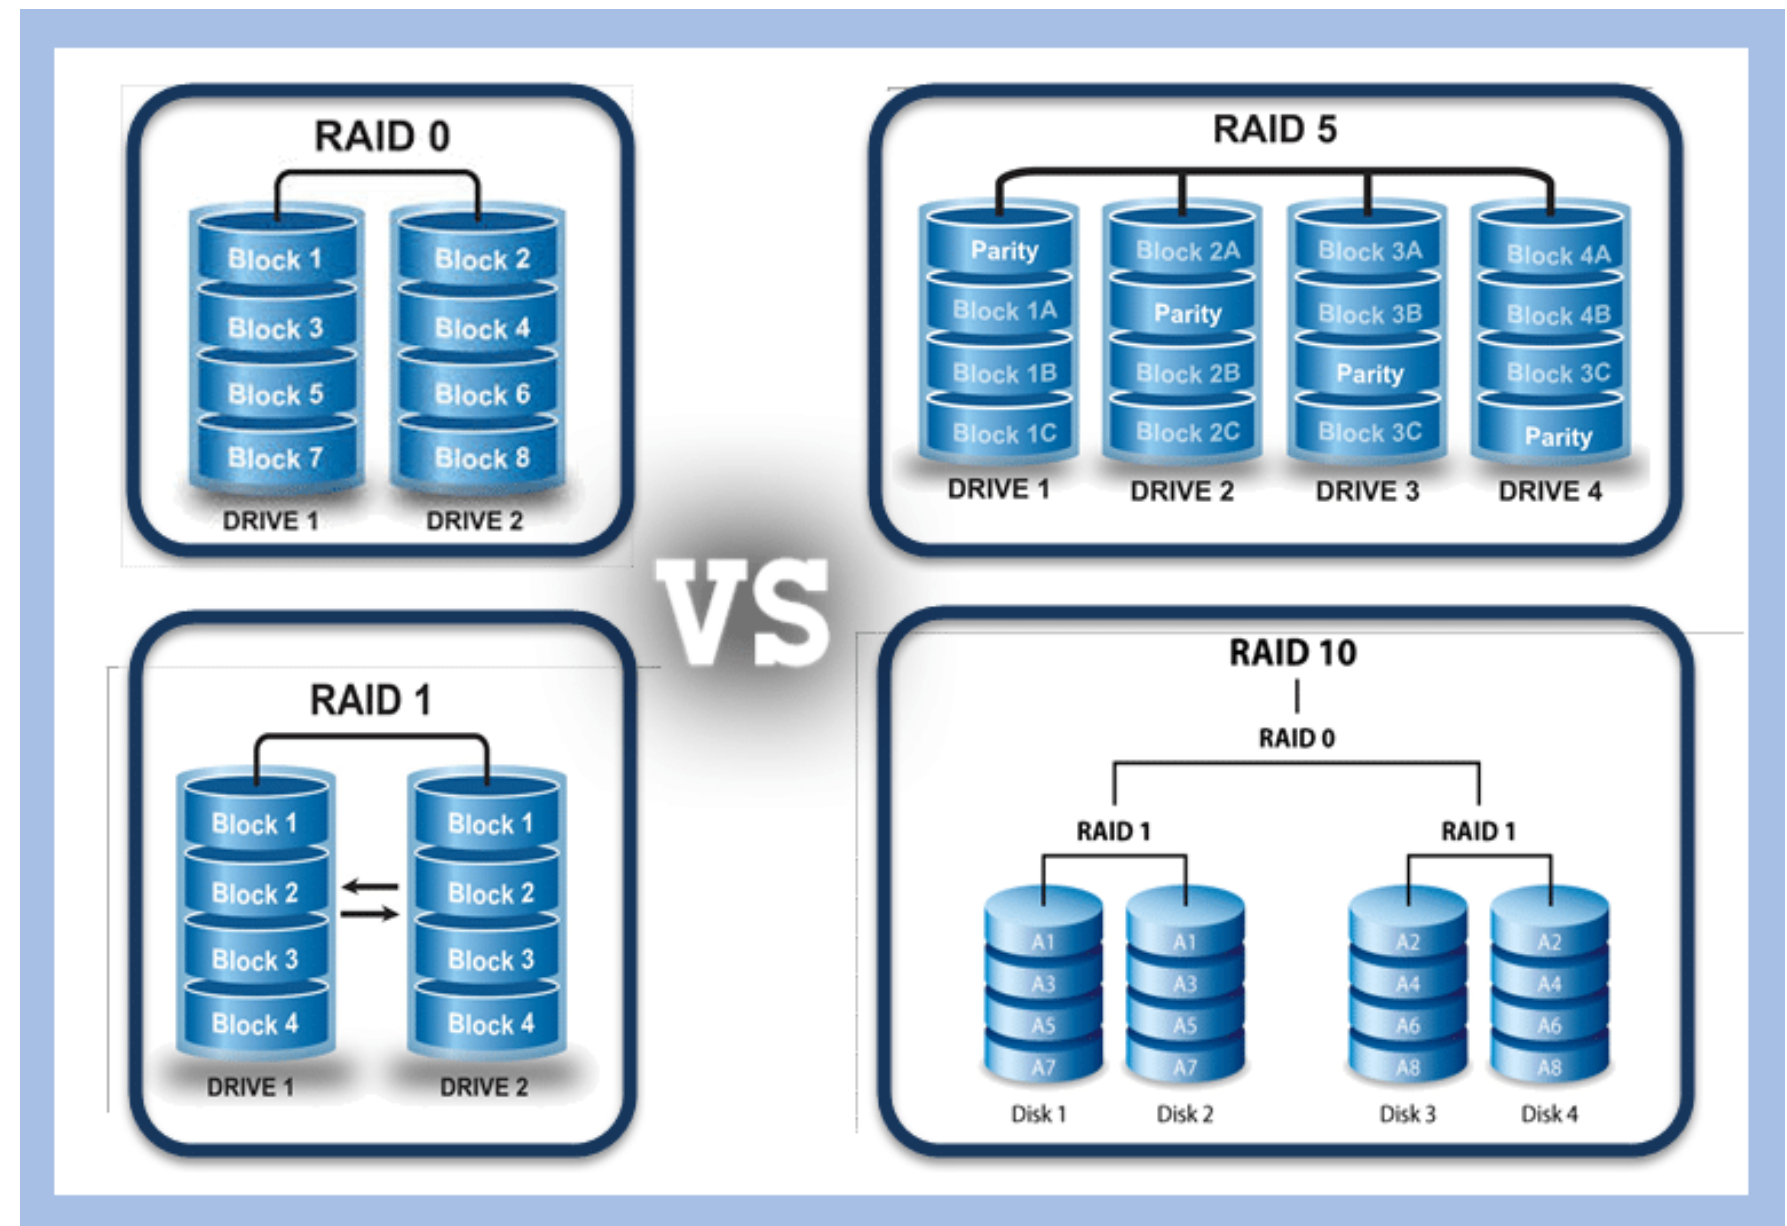 RAID 0
Block 1 Block 2
Block 3 Block 4
Block 5 Block 6
Block 7 Block 8
DRIVE 1 DRIVE 2
RAID 5
Parity Block 2A Block 3A Block 4A
Block 1A Parity Block 3B Block 4B
Block 1B Block 2B Parity Block 3C
Block 1C Block 2C Block 3C Parity
DRIVE 1 DRIVE 2 DRIVE 3 DRIVE 4
VS
RAID 1
Block 1 Block 1
Block 2 Block 2
Block 3 Block 3
Block 4 Block 4
DRIVE 1 DRIVE 2
RAID 10
RAID 0
RAID 1 RAID 1
A1 A1 A2 A2
A3 A3 A4 A4
A5 A5 A6 A6
A7 A7 A8 A8
Disk 1 Disk 2 Disk 3 Disk 4